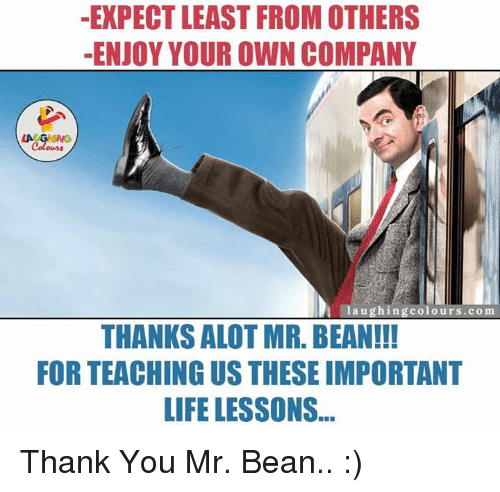 -EXPECT LEAST FROM OTHERS
-ENJOY YOUR OWN COMPANY
LAUGHING
Colours
laughingcolours.com
THANKS ALOT MR. BEAN!!!
FOR TEACHING US THESE IMPORTANT
LIFE LESSONS...
Thank You Mr. Bean.. :)